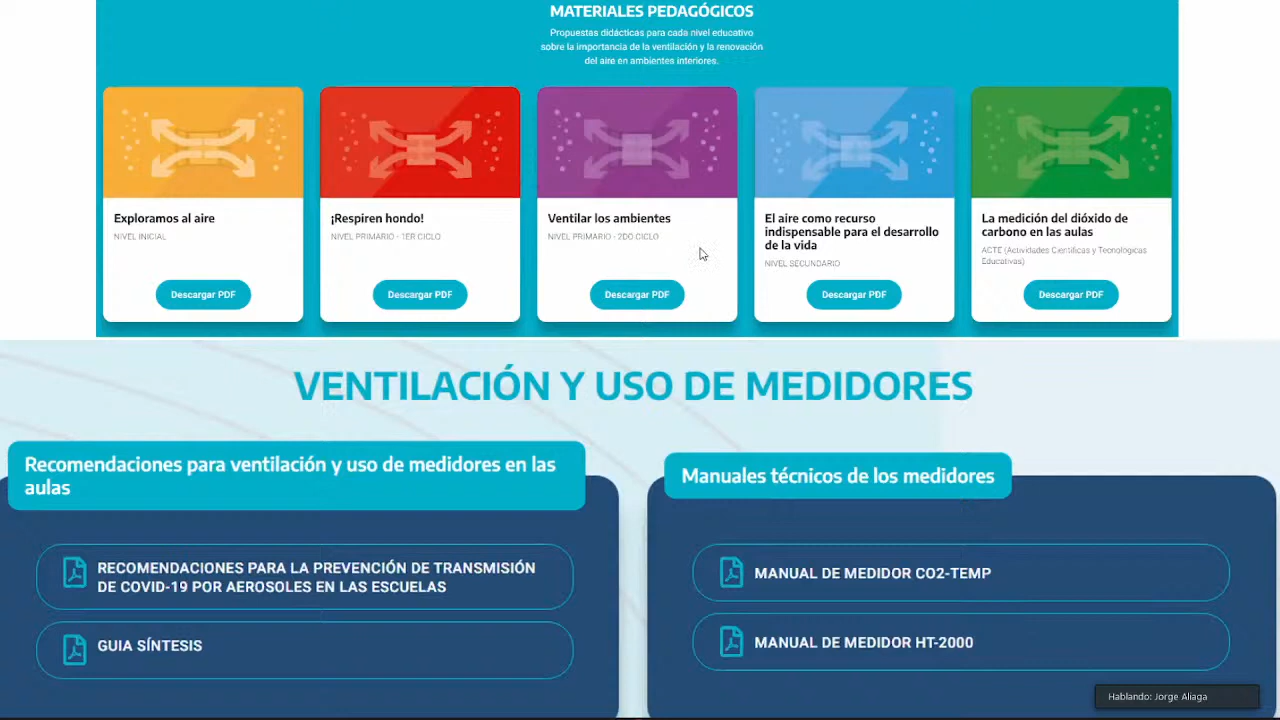 MATERIALES PEDAGÓGICOS
Propuestas didácticas para cada nivel educativo
sobre la importancia de la ventilación y la renovación
del aire en ambientes interiores.
Exploramos al aire
NIVEL INICIAL
Descargar PDF
¡Respiren hondo!
NIVEL PRIMARIO - 1ER CICLO
Descargar PDF
Ventilar los ambientes
NIVEL PRIMARIO - 2DO CICLO
Descargar PDF
El aire como recurso
indispensable para el desarrollo
de la vida
NIVEL SECUNDARIO
Descargar PDF
La medición del dióxido de
carbono en las aulas
ACTE (Actividades Científicas y Tecnológicas
Educativas)
Descargar PDF
VENTILACIÓN Y USO DE MEDIDORES
Recomendaciones para ventilación y uso de medidores en las
aulas
RECOMENDACIONES PARA LA PREVENCIÓN DE TRANSMISIÓN
DE COVID-19 POR AEROSOLES EN LAS ESCUELAS
GUIA SÍNTESIS
Manuales técnicos de los medidores
MANUAL DE MEDIDOR CO2-TEMP
MANUAL DE MEDIDOR HT-2000
Hablando: Jorge Aliaga